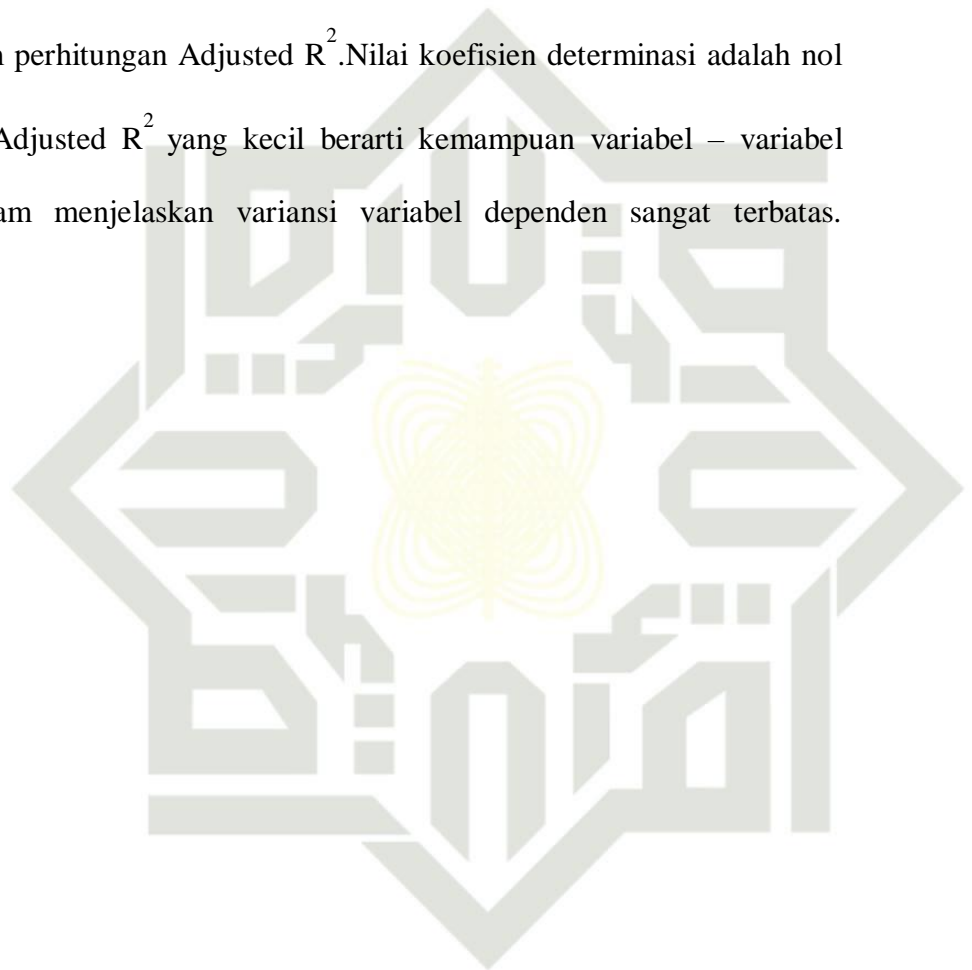 perhitungan Adjusted R².Nilai koefisien determinasi adalah nol
Adjusted R² yang kecil berarti kemampuan variabel – variabel
menjelaskan variansi variabel dependen sangat terbatas.